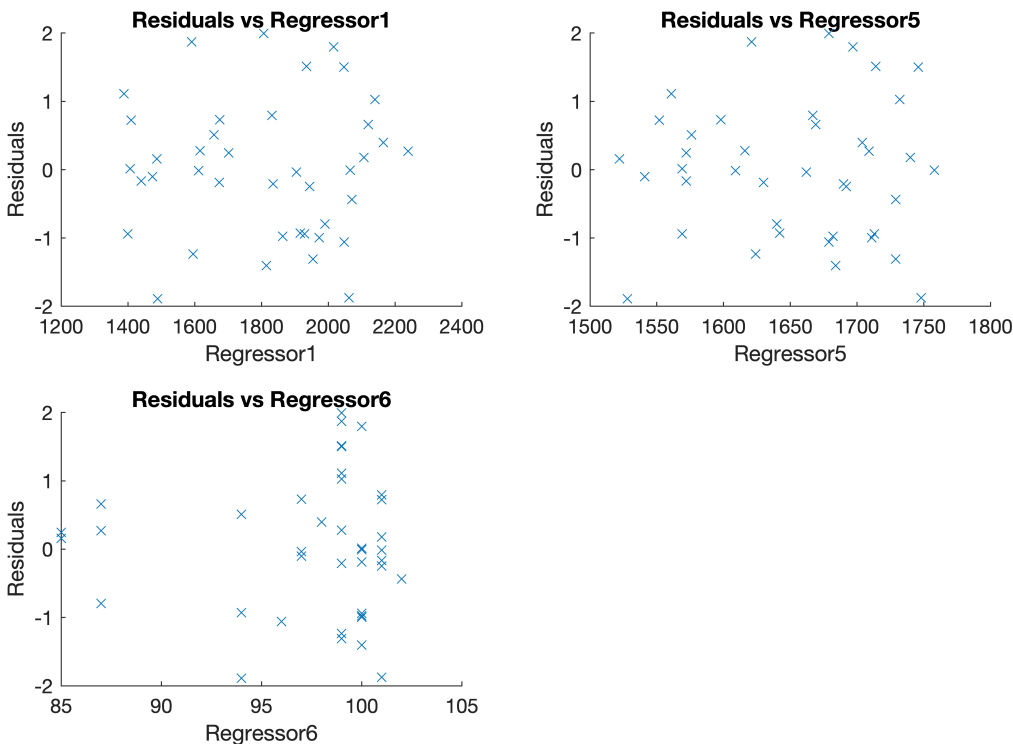 Residuals vs Regressor1
2
1
0
-1
-2
Residuals
1200 1400 1600 1800 2000 2200 2400
Regressor1
Residuals vs Regressor5
2
1
0
-1
-2
Residuals
1500 1550 1600 1650 1700 1750 1800
Regressor5
Residuals vs Regressor6
2
1
0
-1
-2
Residuals
85 90 95 100 105
Regressor6